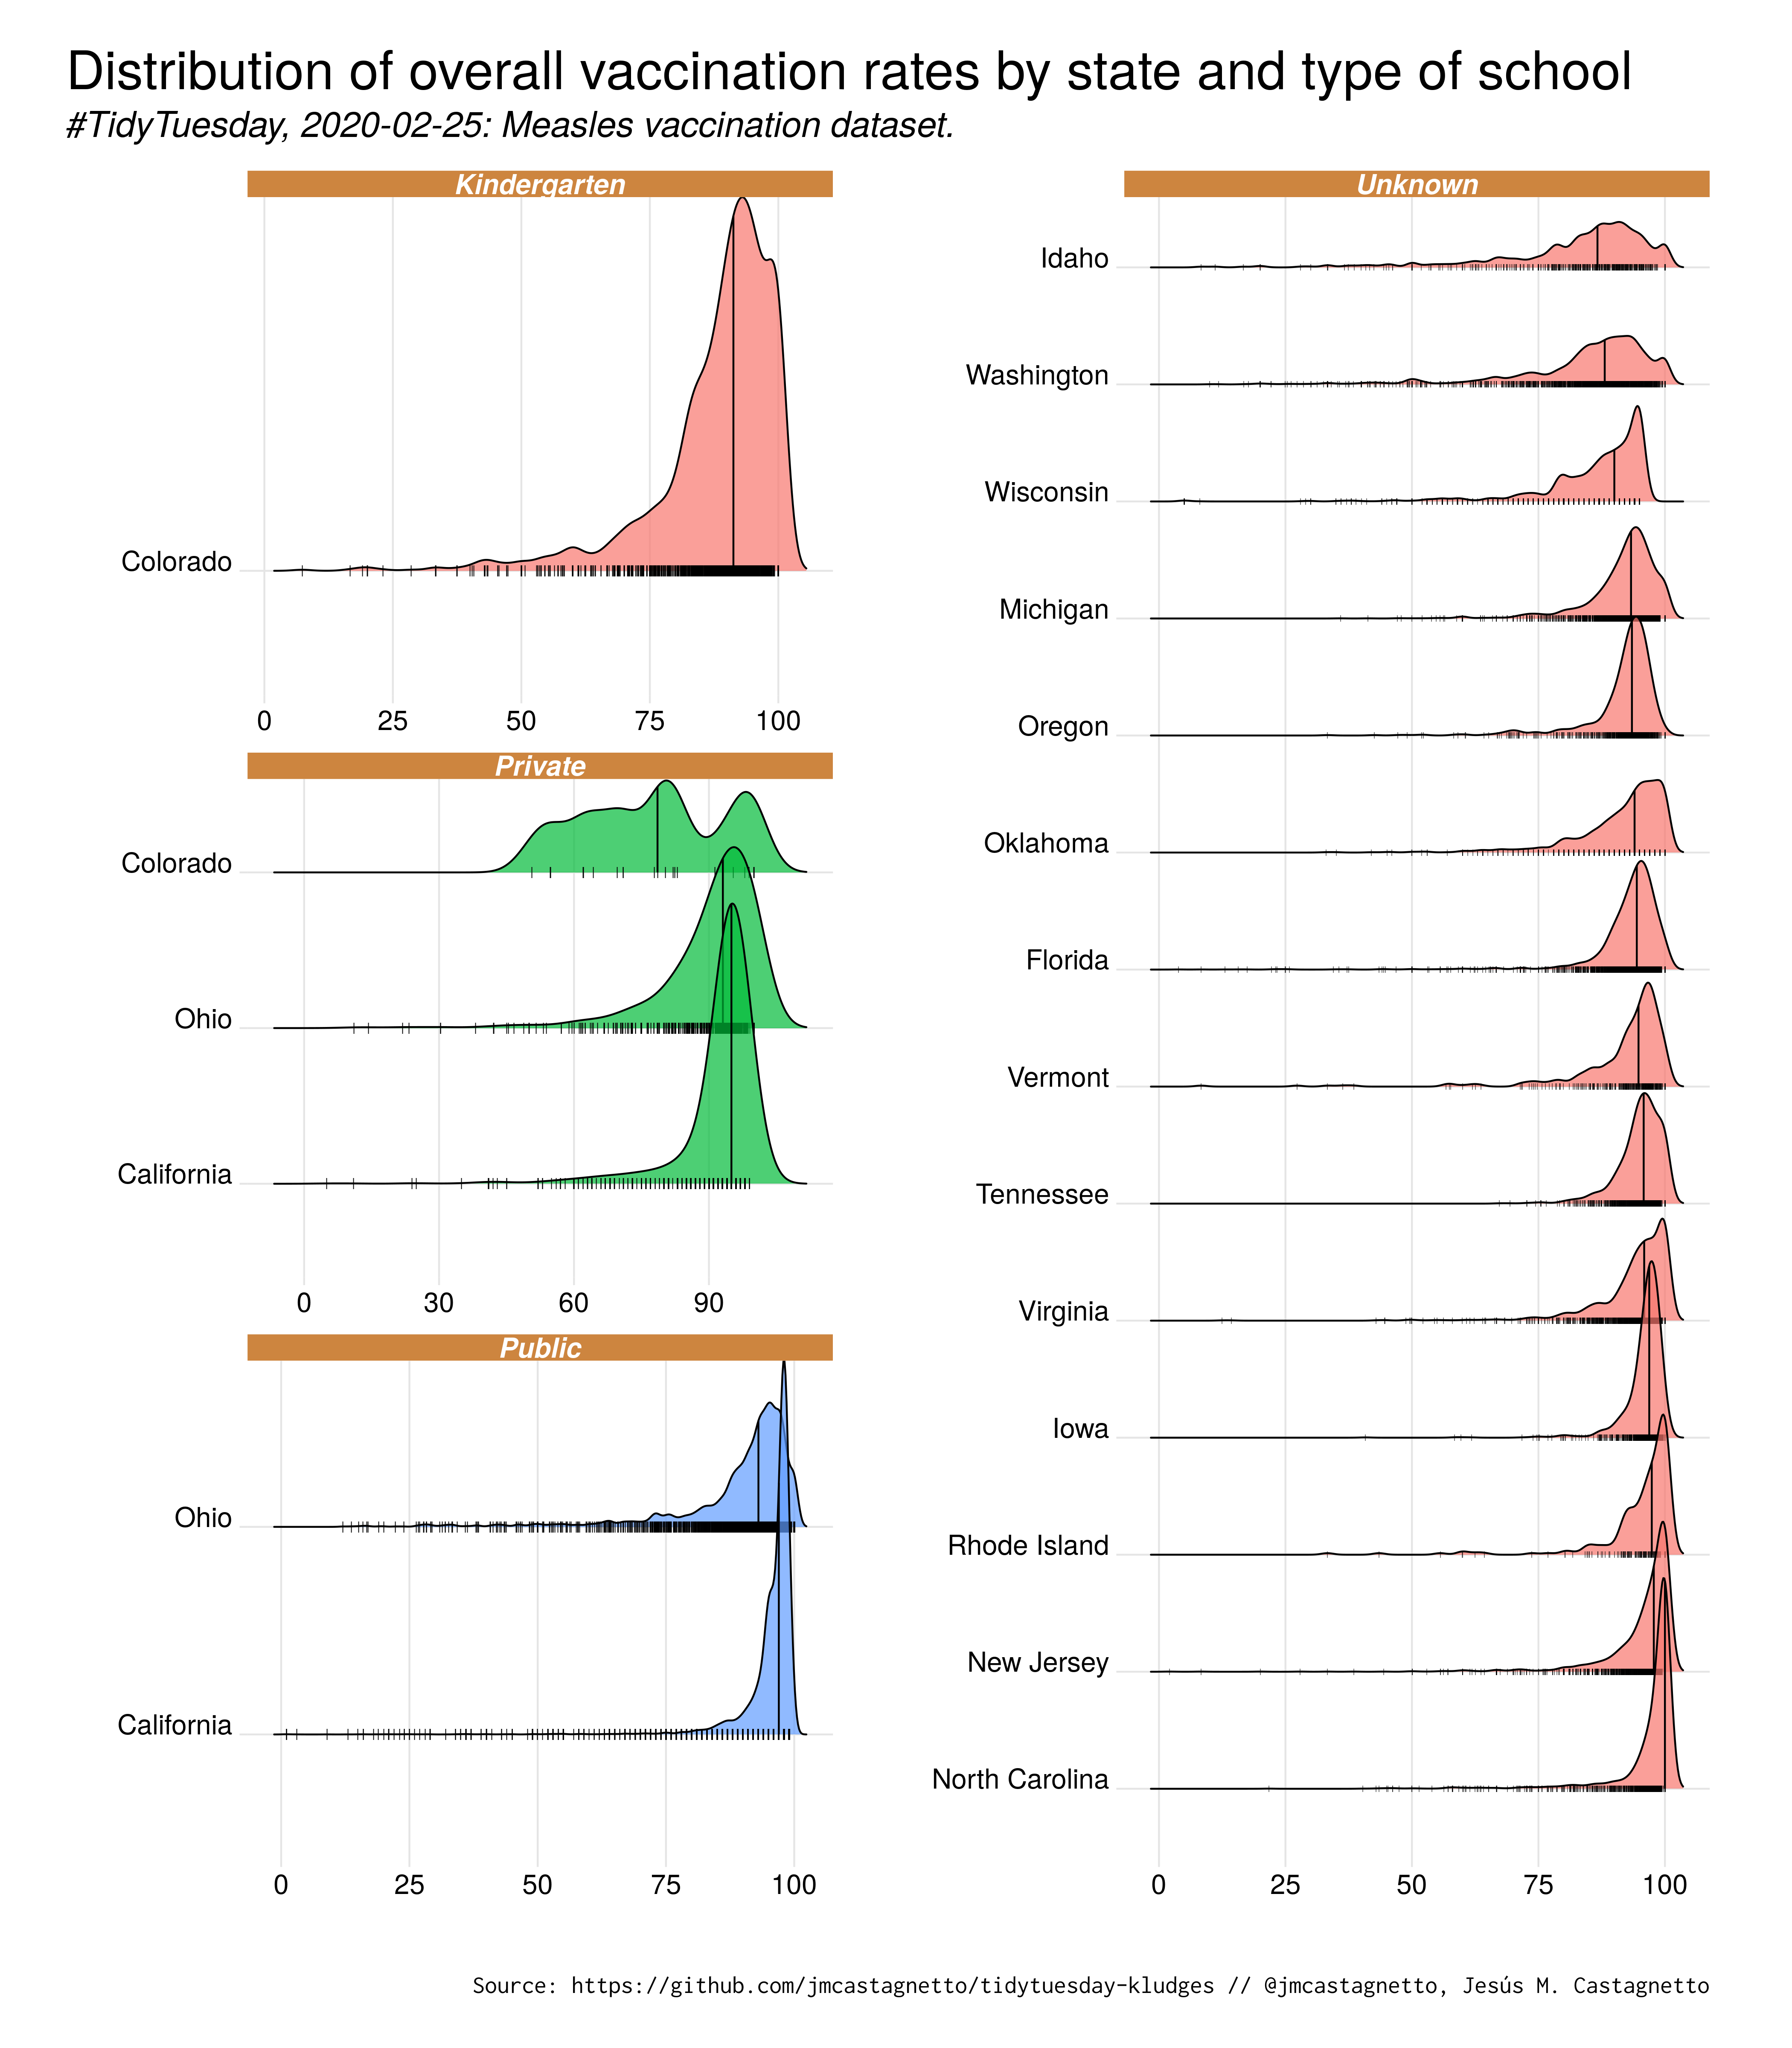 Distribution of overall vaccination rates by state and type of school
#TidyTuesday, 2020-02-25: Measles vaccination dataset.
Kindergarten
Colorado
0 25 50 75 100
Private
Colorado
Ohio
California
0 30 60 90
Public
Ohio
California
0 25 50 75 100
Unknown
Idaho
Washington
Wisconsin
Michigan
Oregon
Oklahoma
Florida
Vermont
Tennessee
Virginia
Iowa
Rhode Island
New Jersey
North Carolina
0 25 50 75 100
Source: https://github.com/jmcastagnetto/tidytuesday-kludges // @jmcastagnetto, Jesús M. Castagnetto